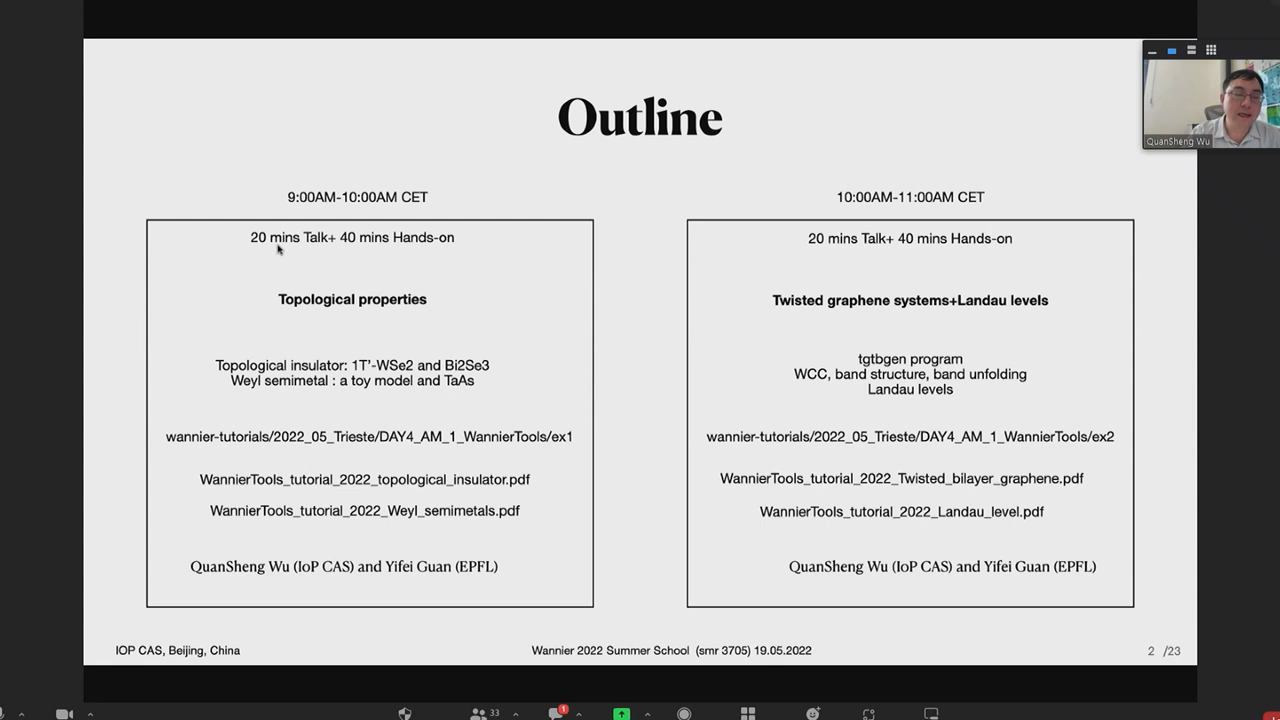 Outline
9:00AM-10:00AM CET
20 mins Talk+ 40 mins Hands-on
Topological properties
Topological insulator: 1T'-WSe2 and Bi2Se3
Weyl semimetal : a toy model and TaAs
wannier-tutorials/2022_05_Trieste/DAY4_AM_1_WannierTools/ex1
WannierTools_tutorial_2022_topological_insulator.pdf
WannierTools_tutorial_2022_Weyl_semimetals.pdf
QuanSheng Wu (IoP CAS) and Yifei Guan (EPFL)
10:00AM-11:00AM CET
20 mins Talk+ 40 mins Hands-on
Twisted graphene systems+Landau levels
tgtbgen program
WCC, band structure, band unfolding
Landau levels
wannier-tutorials/2022_05_Trieste/DAY4_AM_1_WannierTools/ex2
WannierTools_tutorial_2022_Twisted_bilayer_graphene.pdf
WannierTools_tutorial_2022_Landau_level.pdf
QuanSheng Wu (IoP CAS) and Yifei Guan (EPFL)
IOP CAS, Beijing, China
Wannier 2022 Summer School (smr 3705) 19.05.2022
2 /23
QuanSheng Wu
33
1